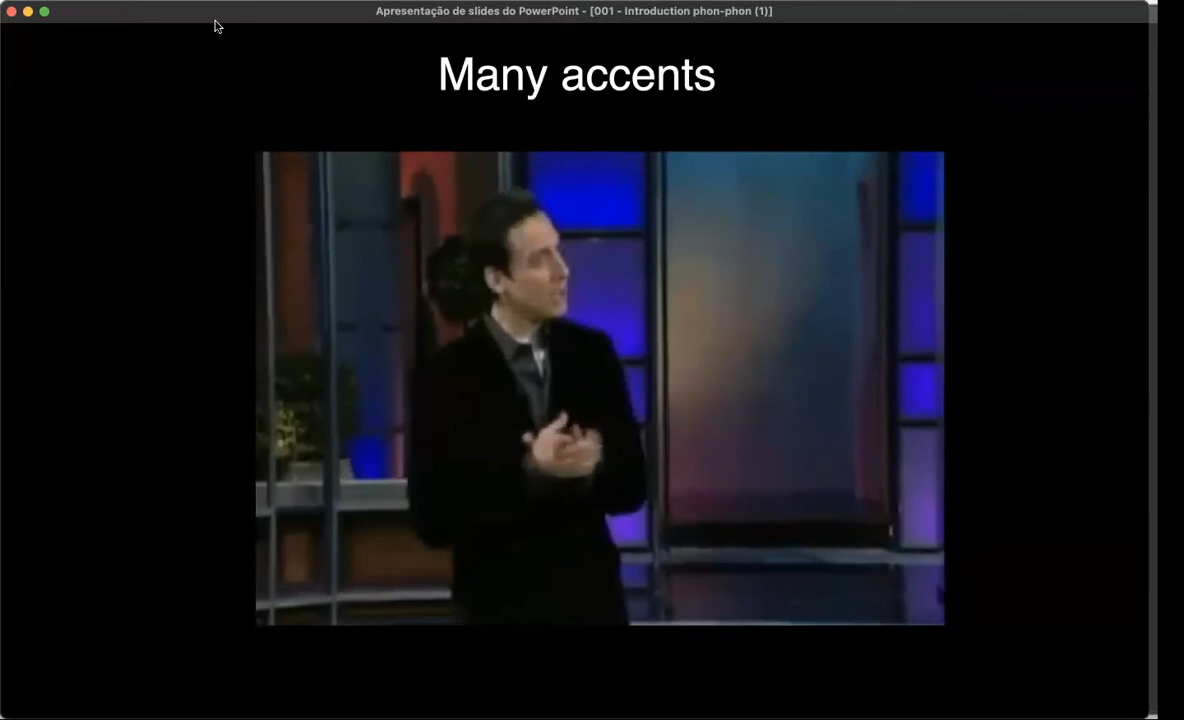 Apresentação de slides do PowerPoint - [001 - Introduction phon-phon (1)]
Many accents